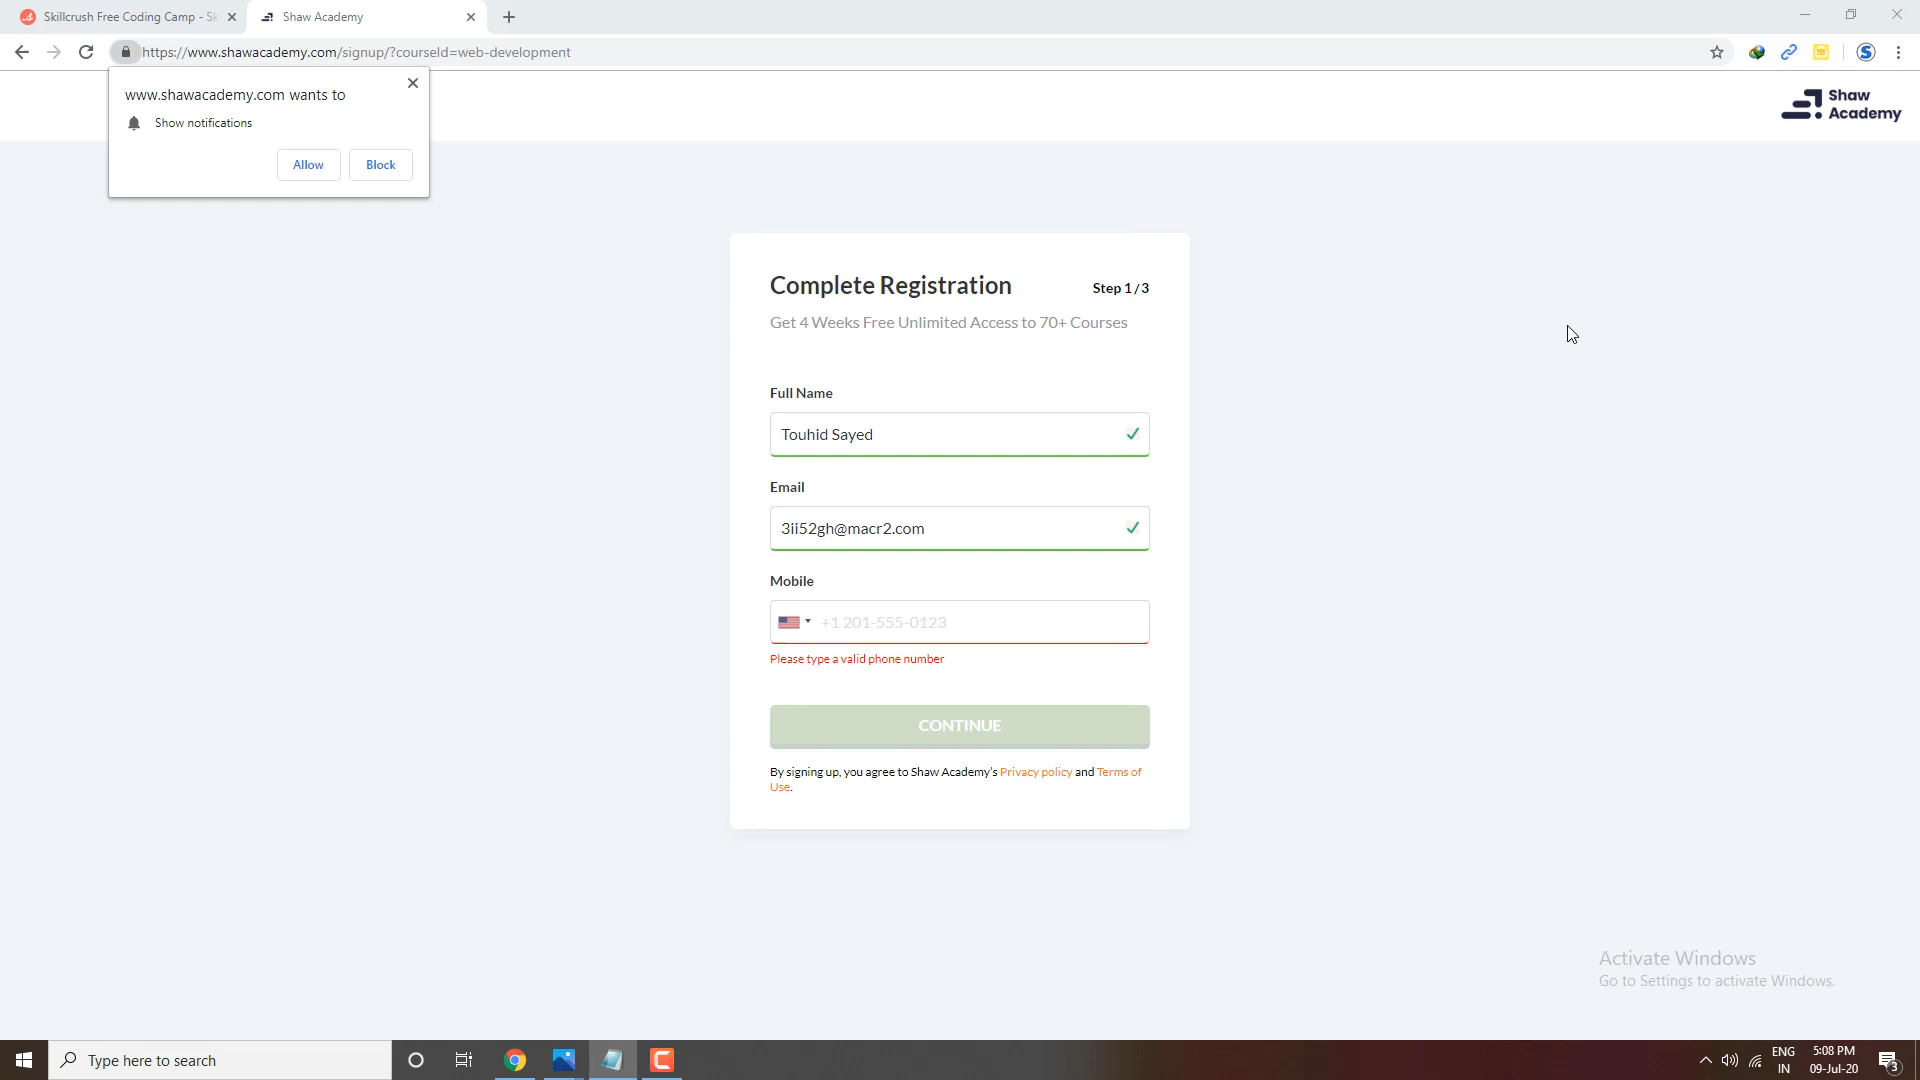 Skillcrush Free Coding Camp - Sk
Shaw Academy
https://www.shawacademy.com/signup/?courseId=web-development
www.shawacademy.com wants to
Show notifications
Allow
Block
Shaw
Academy
Complete Registration
Step 1 / 3
Get 4 Weeks Free Unlimited Access to 70+ Courses
Full Name
Touhid Sayed
Email
3ii52gh@macr2.com
Mobile
+1 201-555-0123
Please type a valid phone number
CONTINUE
By signing up, you agree to Shaw Academy's Privacy policy and Terms of
Use.
Activate Windows
Go to Settings to activate Windows.
Type here to search
ENG
IN
5:08 PM
09-Jul-20
3